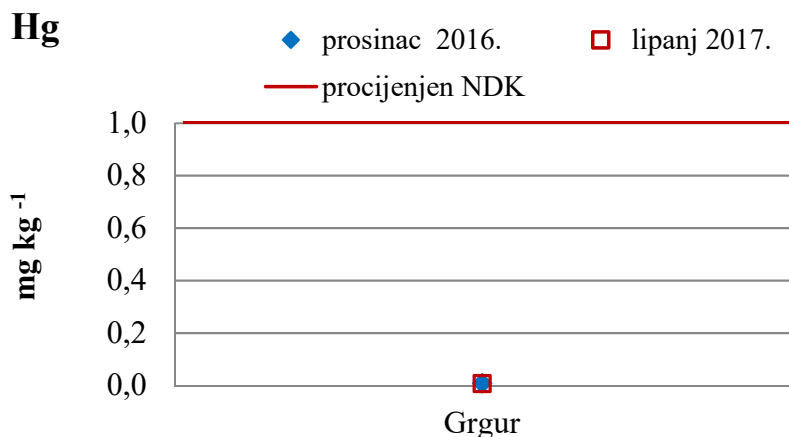 Hg
prosinac 2016.
lipanj 2017.
procijenjen NDK
mg kg⁻¹
1,0
0,8
0,6
0,4
0,2
0,0
Grgur